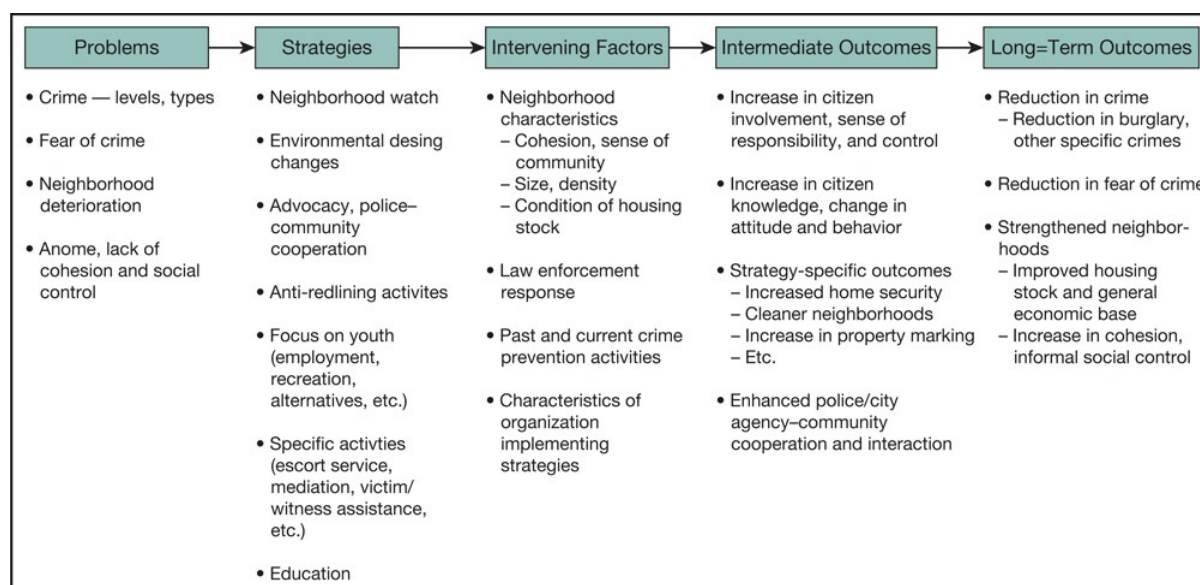 Problems
Strategies
Intervening Factors
Intermediate Outcomes
Long=Term Outcomes
• Crime — levels, types
• Fear of crime
• Neighborhood
deterioration
• Anome, lack of
cohesion and social
control
• Neighborhood watch
• Environmental desing
changes
• Advocacy, police–
community
cooperation
• Anti-redlining activites
• Focus on youth
(employment,
recreation,
alternatives, etc.)
• Specific activties
(escort service,
mediation, victim/
witness assistance,
etc.)
• Education
• Neighborhood
characteristics
– Cohesion, sense of
community
– Size, density
– Condition of housing
stock
• Law enforcement
response
• Past and current crime
prevention activities
• Characteristics of
organization
implementing
strategies
• Increase in citizen
involvement, sense of
responsibility, and control
• Increase in citizen
knowledge, change in
attitude and behavior
• Strategy-specific outcomes
– Increased home security
– Cleaner neighborhoods
– Increase in property marking
– Etc.
• Enhanced police/city
agency–community
cooperation and interaction
• Reduction in crime
– Reduction in burglary,
other specific crimes
• Reduction in fear of crime
• Strengthened neighbor-
hoods
– Improved housing
stock and general
economic base
– Increase in cohesion,
informal social control